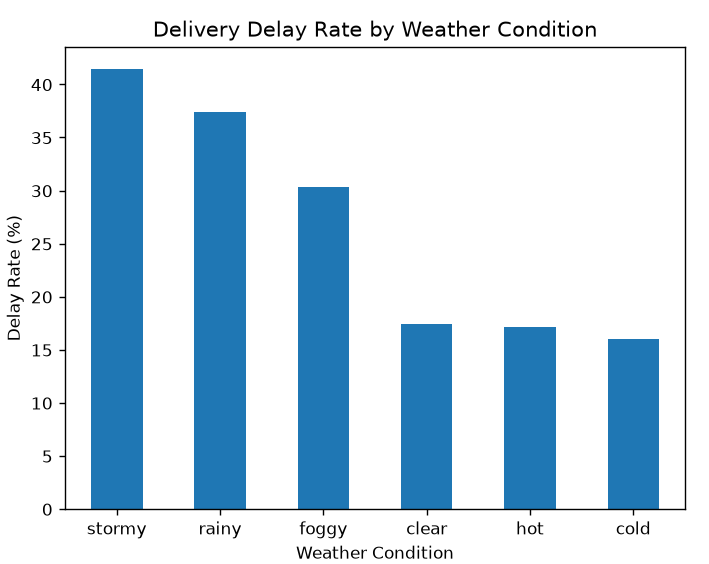 Delivery Delay Rate by Weather Condition
Delay Rate (%)
40
35
30
25
20
15
10
5
0
stormy rainy foggy clear hot cold
Weather Condition